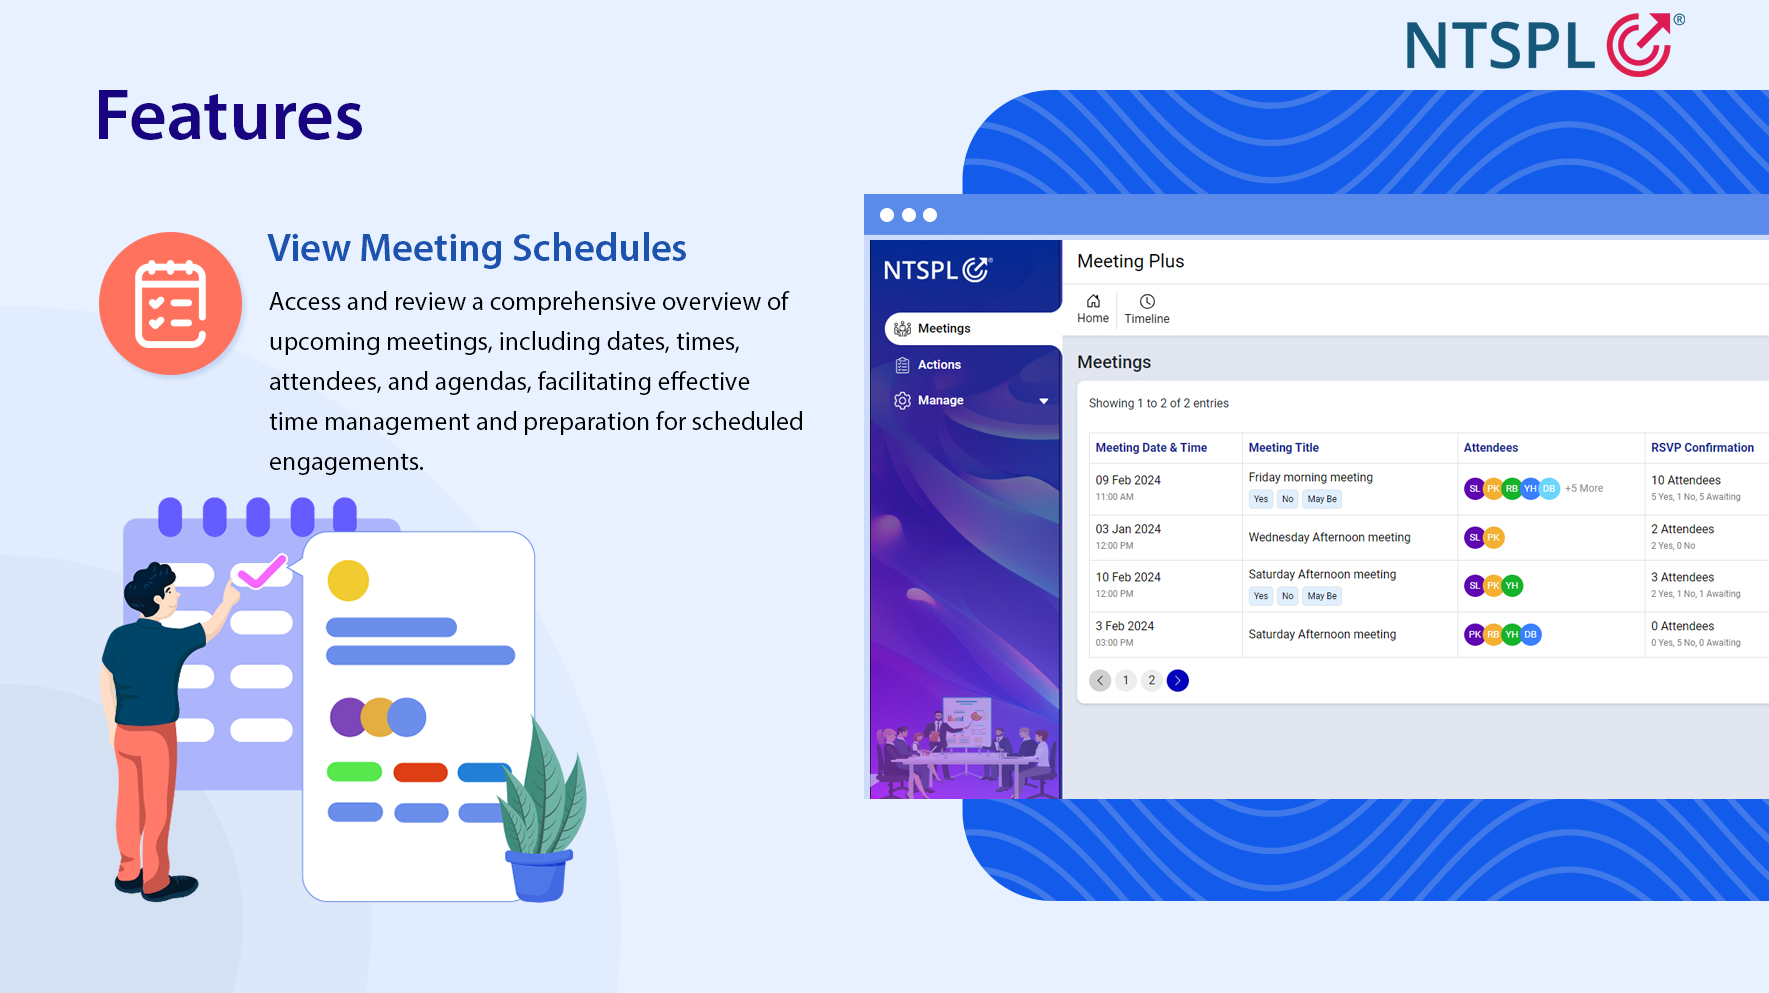 NTSPL ®
Features
View Meeting Schedules
Access and review a comprehensive overview of
upcoming meetings, including dates, times,
attendees, and agendas, facilitating effective
time management and preparation for scheduled
engagements.
NTSPL ®
Meetings
Actions
Manage
Meeting Plus
Home Timeline
Meetings
Showing 1 to 2 of 2 entries
Meeting Date & Time Meeting Title Attendees RSVP Confirmation
09 Feb 2024 Friday morning meeting SL PK RB YH DB +5 More 10 Attendees
11:00 AM Yes No May Be 5 Yes, 1 No, 5 Awaiting
03 Jan 2024 Wednesday Afternoon meeting SL PK 2 Attendees
12:00 PM 2 Yes, 0 No
10 Feb 2024 Saturday Afternoon meeting SL PK YH 3 Attendees
12:00 PM Yes No May Be 2 Yes, 1 No, 1 Awaiting
3 Feb 2024 Saturday Afternoon meeting PK RB YH DB 0 Attendees
03:00 PM 0 Yes, 5 No, 0 Awaiting
1 2